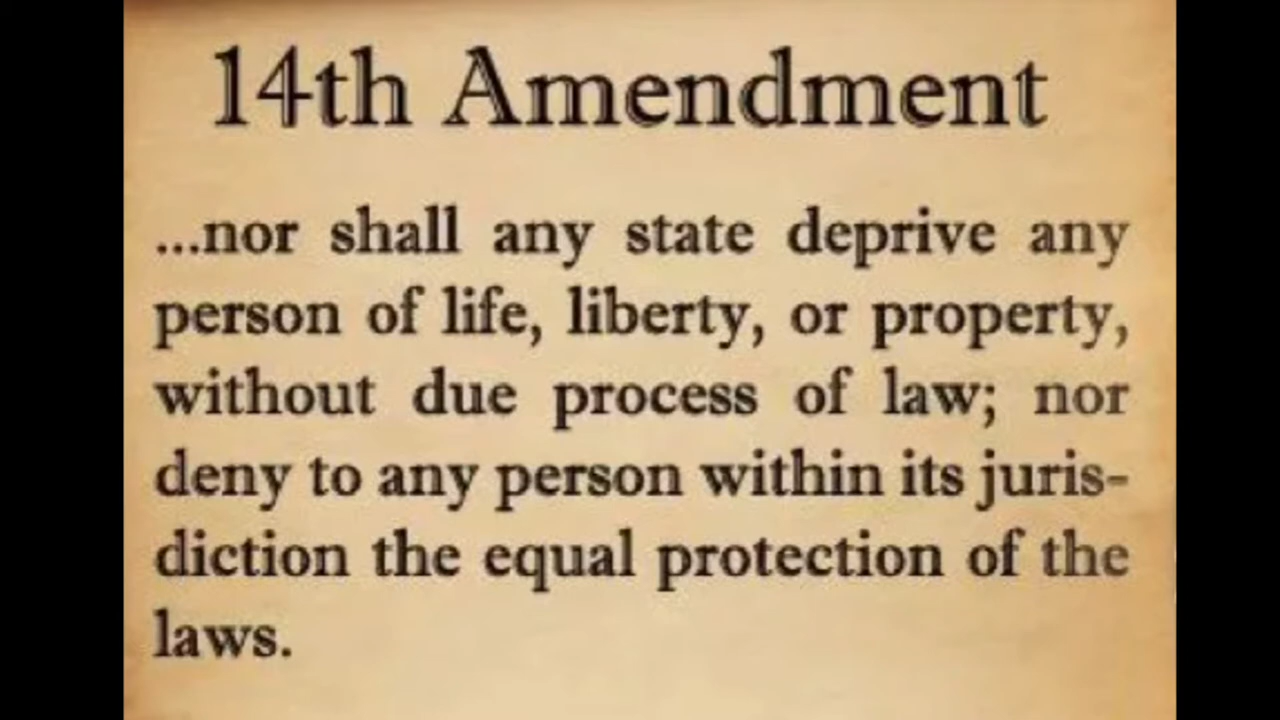 14th Amendment
...nor shall any state deprive any
person of life, liberty, or property,
without due process of law; nor
deny to any person within its juris-
diction the equal protection of the
laws.